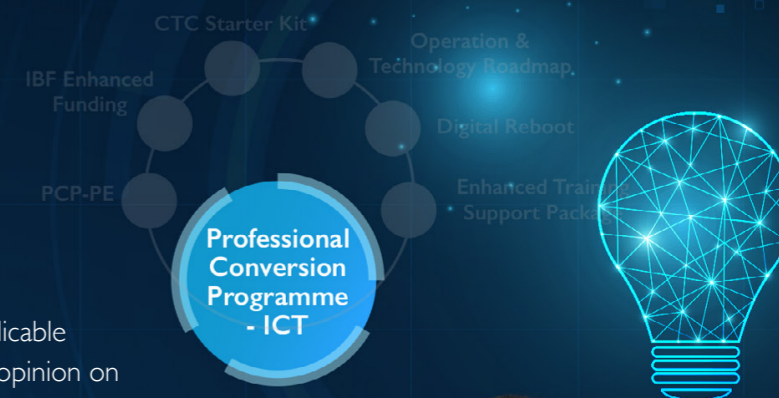 CTC Starter Kit
Operation &
Technology Roadmap
IBF Enhanced
Funding
Digital Reboot
PCP-PE
Enhanced Training
Support Package
Professional
Conversion
Programme
- ICT
licable
opinion on